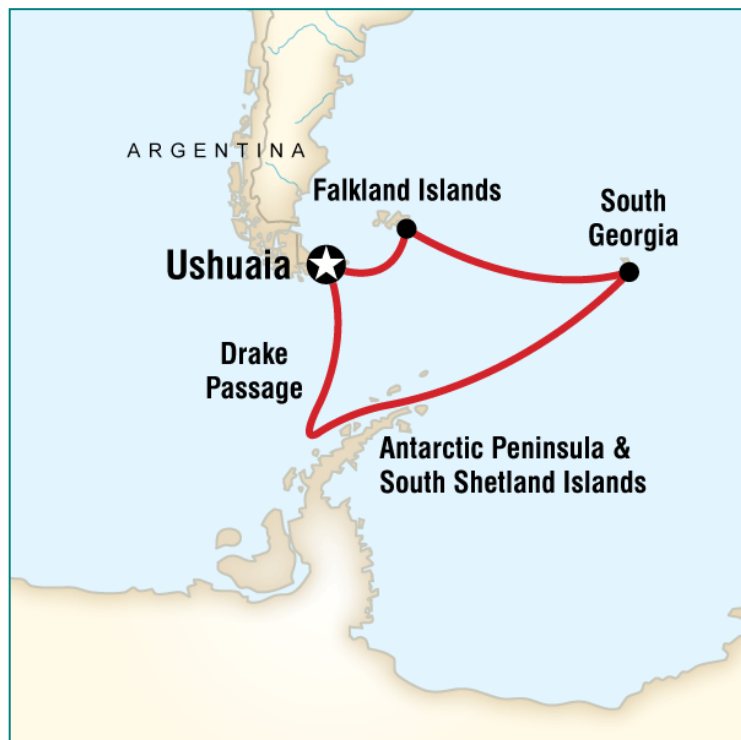 ARGENTINA
Falkland Islands
South
Georgia
Ushuaia
Drake
Passage
Antarctic Peninsula &
South Shetland Islands